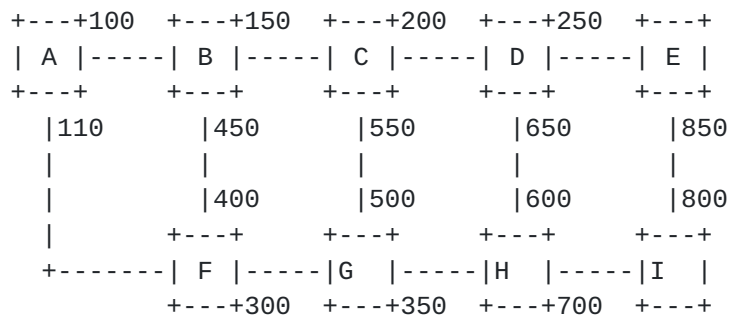 +---+100  +---+150  +---+200  +---+250  +---+
| A |-----| B |-----| C |-----| D |-----| E |
+---+     +---+     +---+     +---+     +---+
  |110      |450      |550      |650      |850
  |         |         |         |         |
  |         |400      |500      |600      |800
  |       +---+     +---+     +---+     +---+
  +-------| F |-----|G  |-----|H  |-----|I  |
          +---+300  +---+350  +---+700  +---+